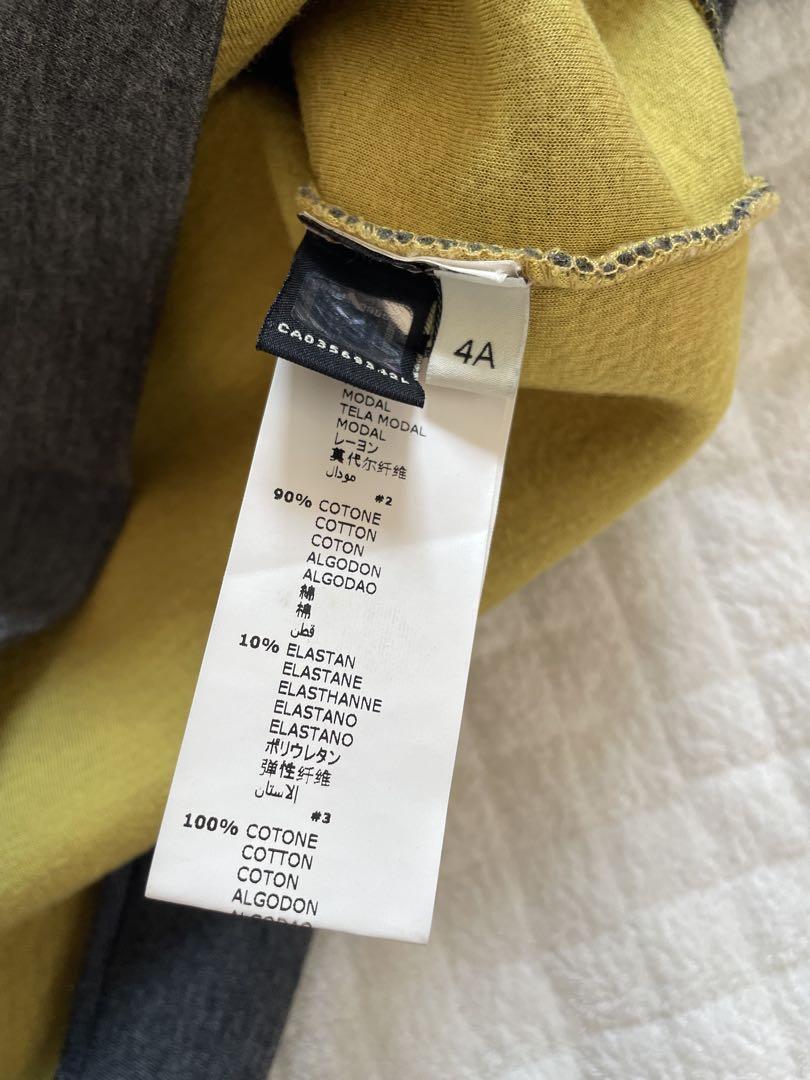 4A
MODAL
TELA MODAL
MODAL
レーヨン
莫代尔纤维
مودال
#2
90% COTONE
COTTON
COTON
ALGODON
ALGODAO
綿
棉
قطن
10% ELASTAN
ELASTANE
ELASTHANNE
ELASTANO
ELASTANO
ポリウレタン
弹性纤维
الاستان
#3
100% COTONE
COTTON
COTON
ALGODON
ALGODAO